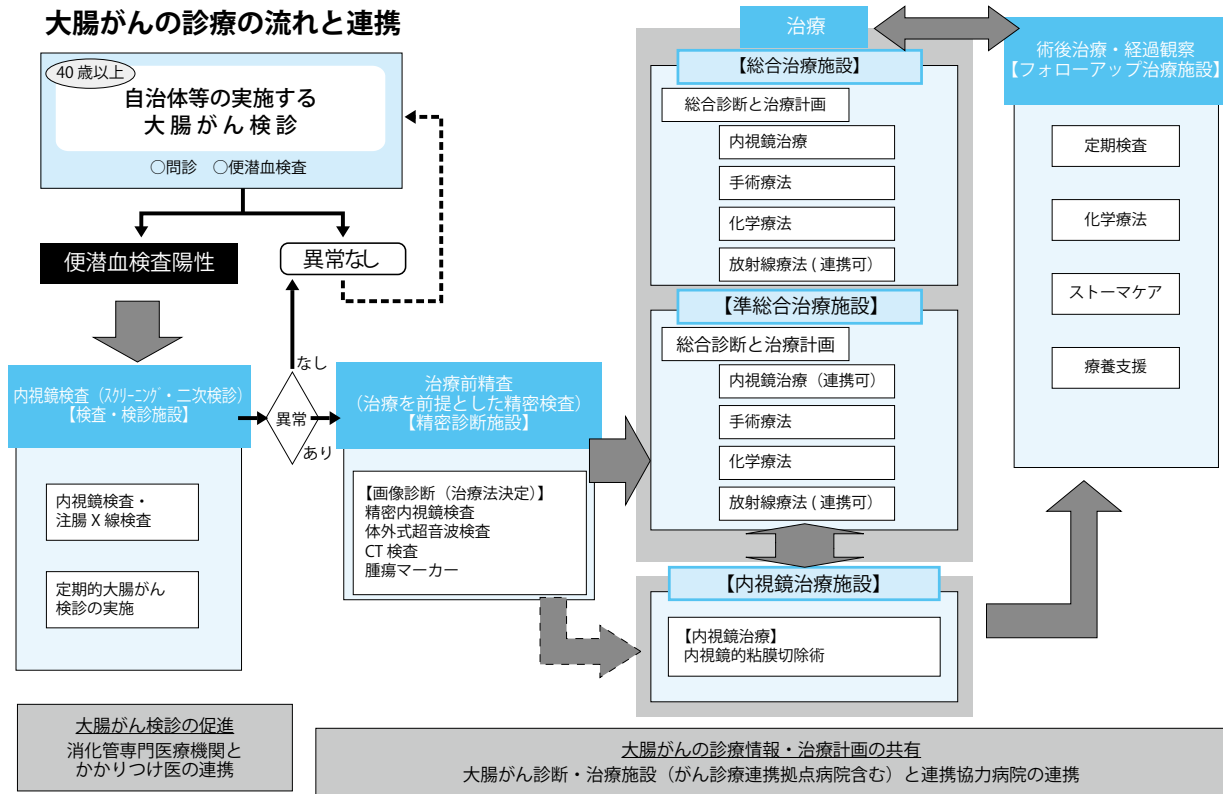 大腸がんの診療の流れと連携
40歳以上
自治体等の実施する
大腸がん検診
○問診 ○便潜血検査
便潜血検査陽性
異常なし
内視鏡検査（ｽｸﾘｰﾆﾝｸﾞ・二次検診）
【検査・検診施設】
内視鏡検査・
注腸X線検査
定期的大腸がん
検診の実施
なし
異常
あり
治療前精査
（治療を前提とした精密検査）
【精密診断施設】
【画像診断（治療法決定）】
精密内視鏡検査
体外式超音波検査
CT検査
腫瘍マーカー
治療
【総合治療施設】
総合診断と治療計画
内視鏡治療
手術療法
化学療法
放射線療法(連携可）
【準総合治療施設】
総合診断と治療計画
内視鏡治療（連携可）
手術療法
化学療法
放射線療法(連携可）
【内視鏡治療施設】
【内視鏡治療】
内視鏡的粘膜切除術
術後治療・経過観察
【フォローアップ治療施設】
定期検査
化学療法
ストーマケア
療養支援
大腸がん検診の促進
消化管専門医療機関と
かかりつけ医の連携
大腸がんの診療情報・治療計画の共有
大腸がん診断・治療施設（がん診療連携拠点病院含む）と連携協力病院の連携